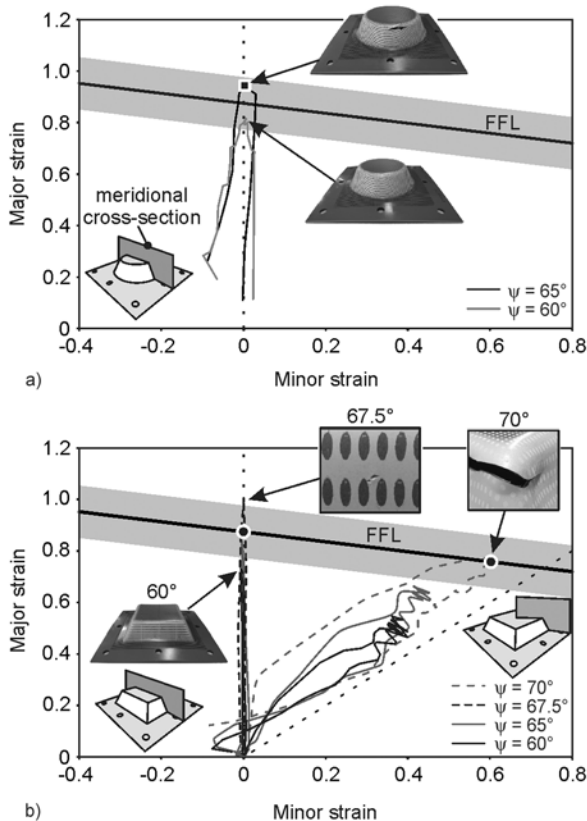 1.2
1.0
0.8
0.6
0.4
0.2
0
Major strain
FFL
meridional
cross-section
ψ = 65°
ψ = 60°
-0.4 -0.2 0 0.2 0.4 0.6 0.8
Minor strain
a)
67.5° 70°
1.2
1.0
0.8
0.6
0.4
0.2
0
Major strain
FFL
60°
ψ = 70°
ψ = 67.5°
ψ = 65°
ψ = 60°
-0.4 -0.2 0 0.2 0.4 0.6 0.8
Minor strain
b)